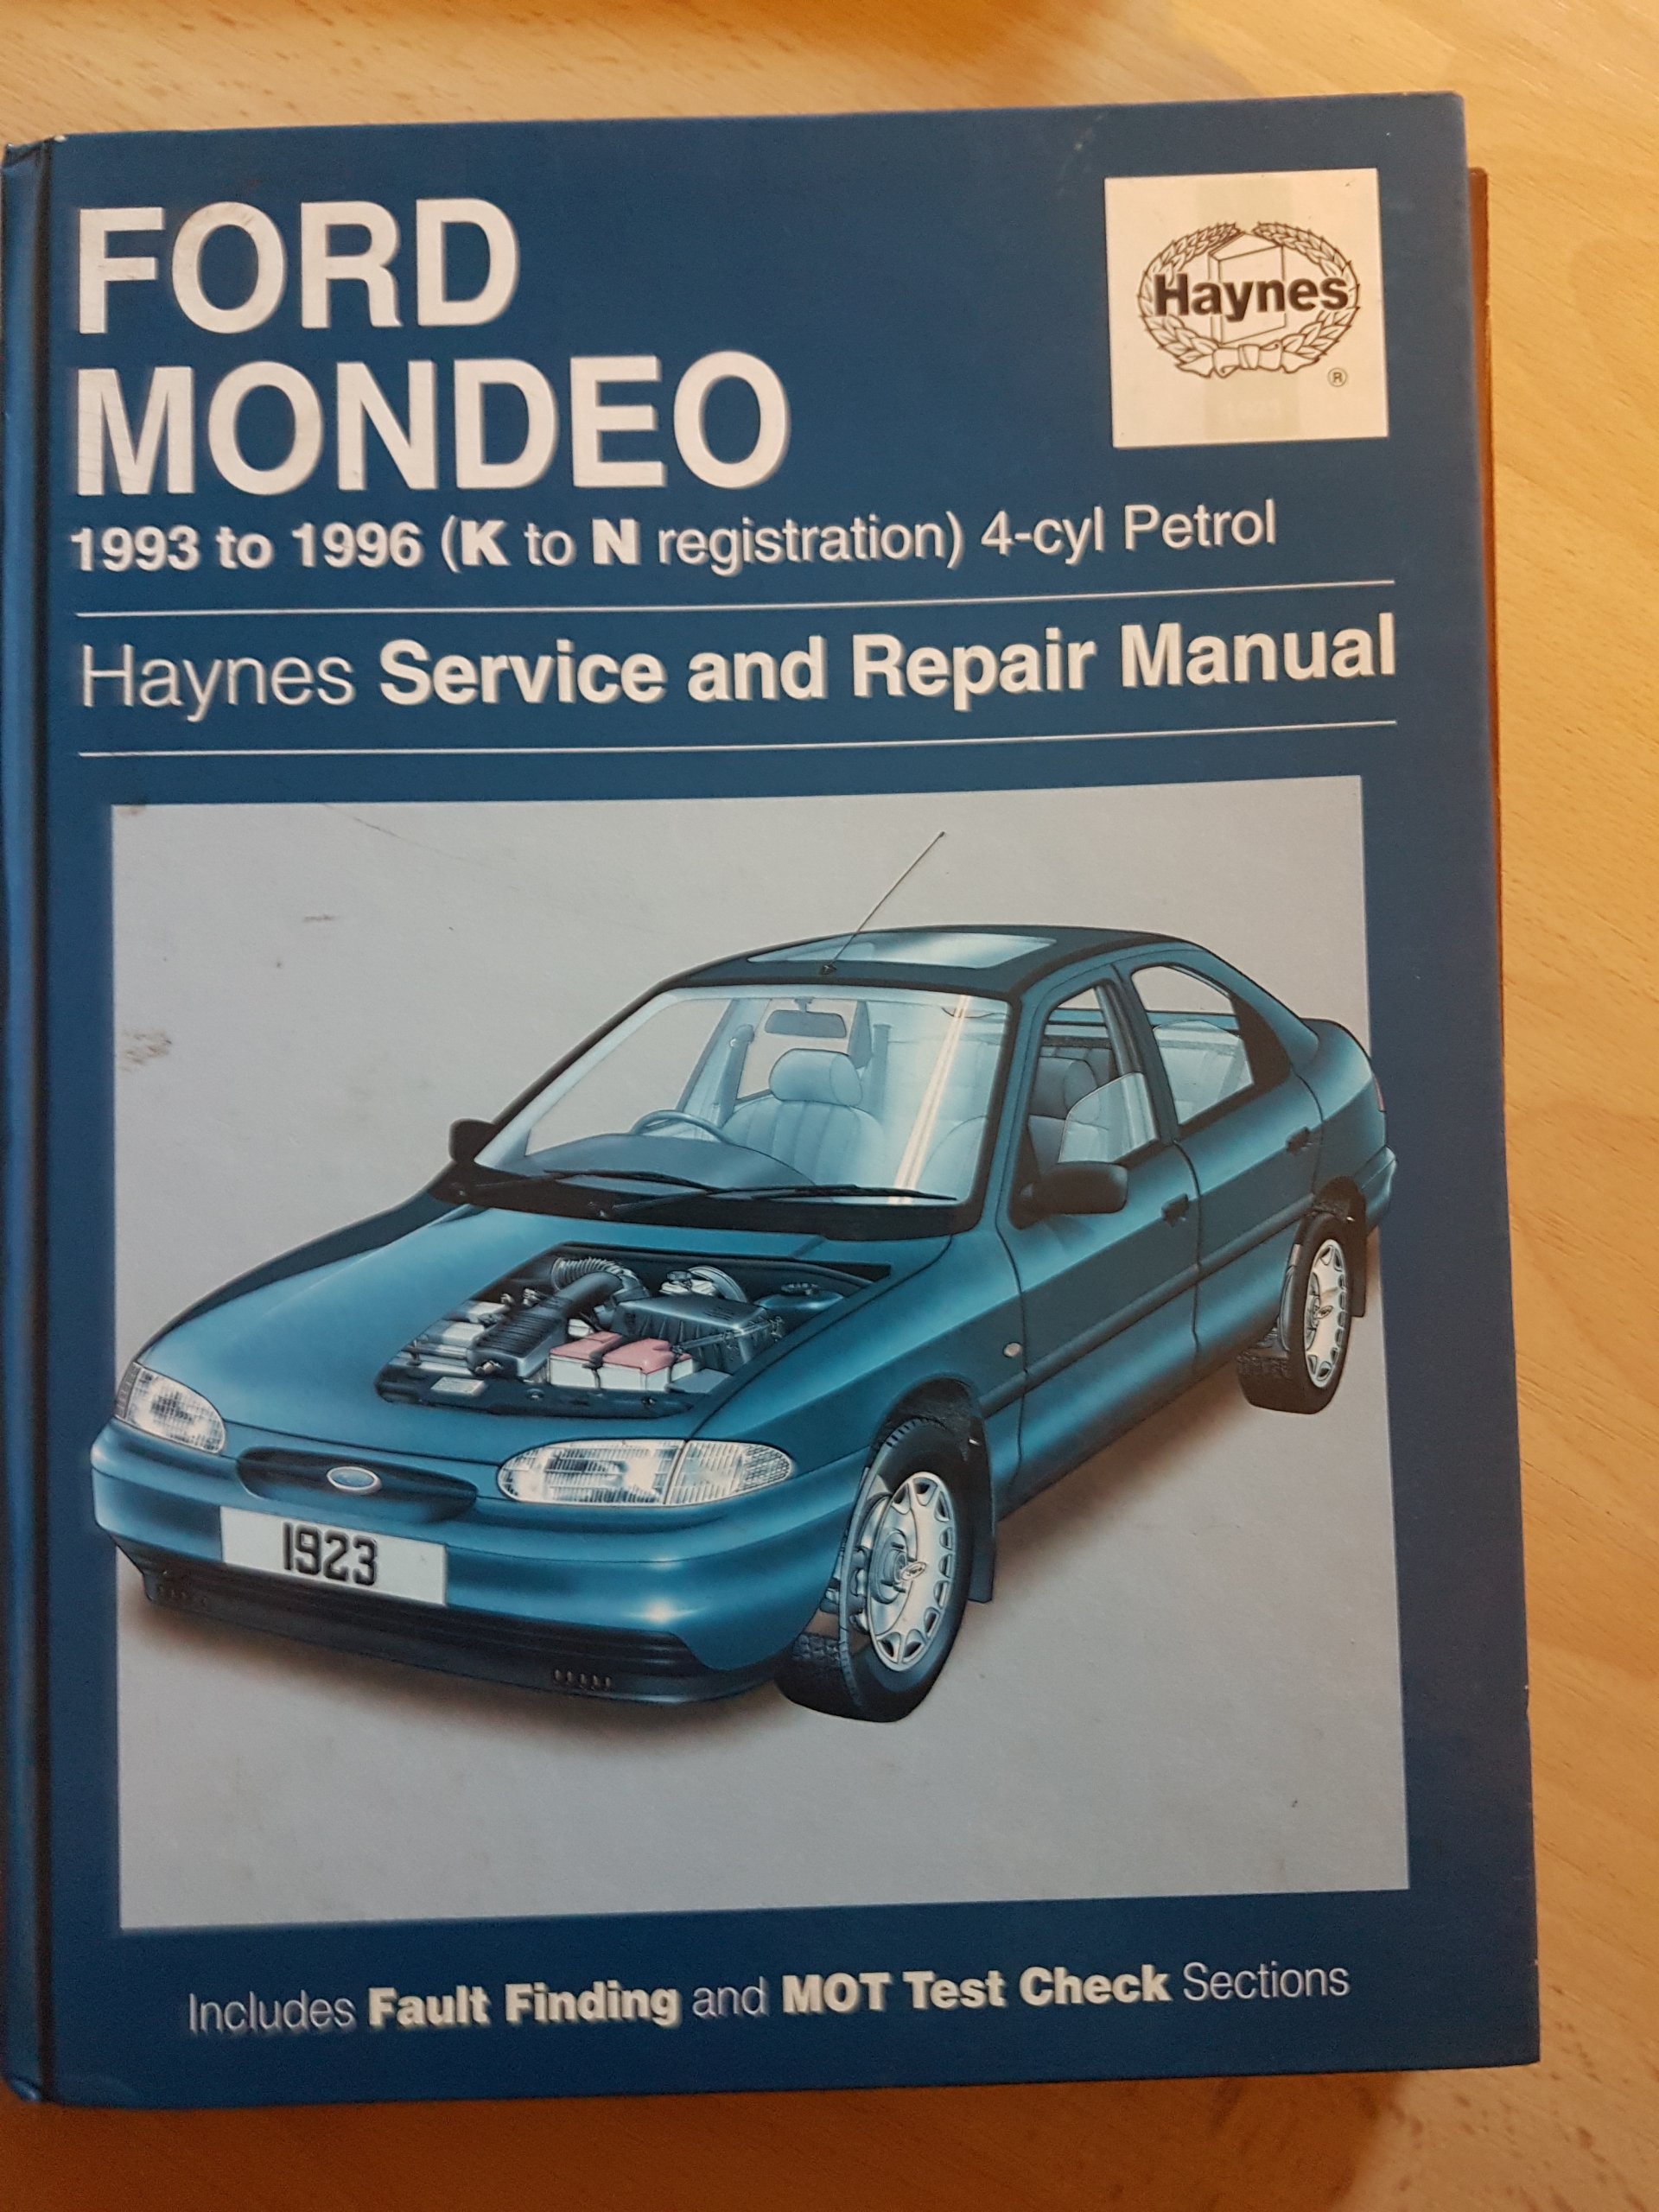 FORD
MONDEO
Haynes
®
1923
1993 to 1996 (K to N registration) 4-cyl Petrol
Haynes Service and Repair Manual
1923
Includes Fault Finding and MOT Test Check Sections